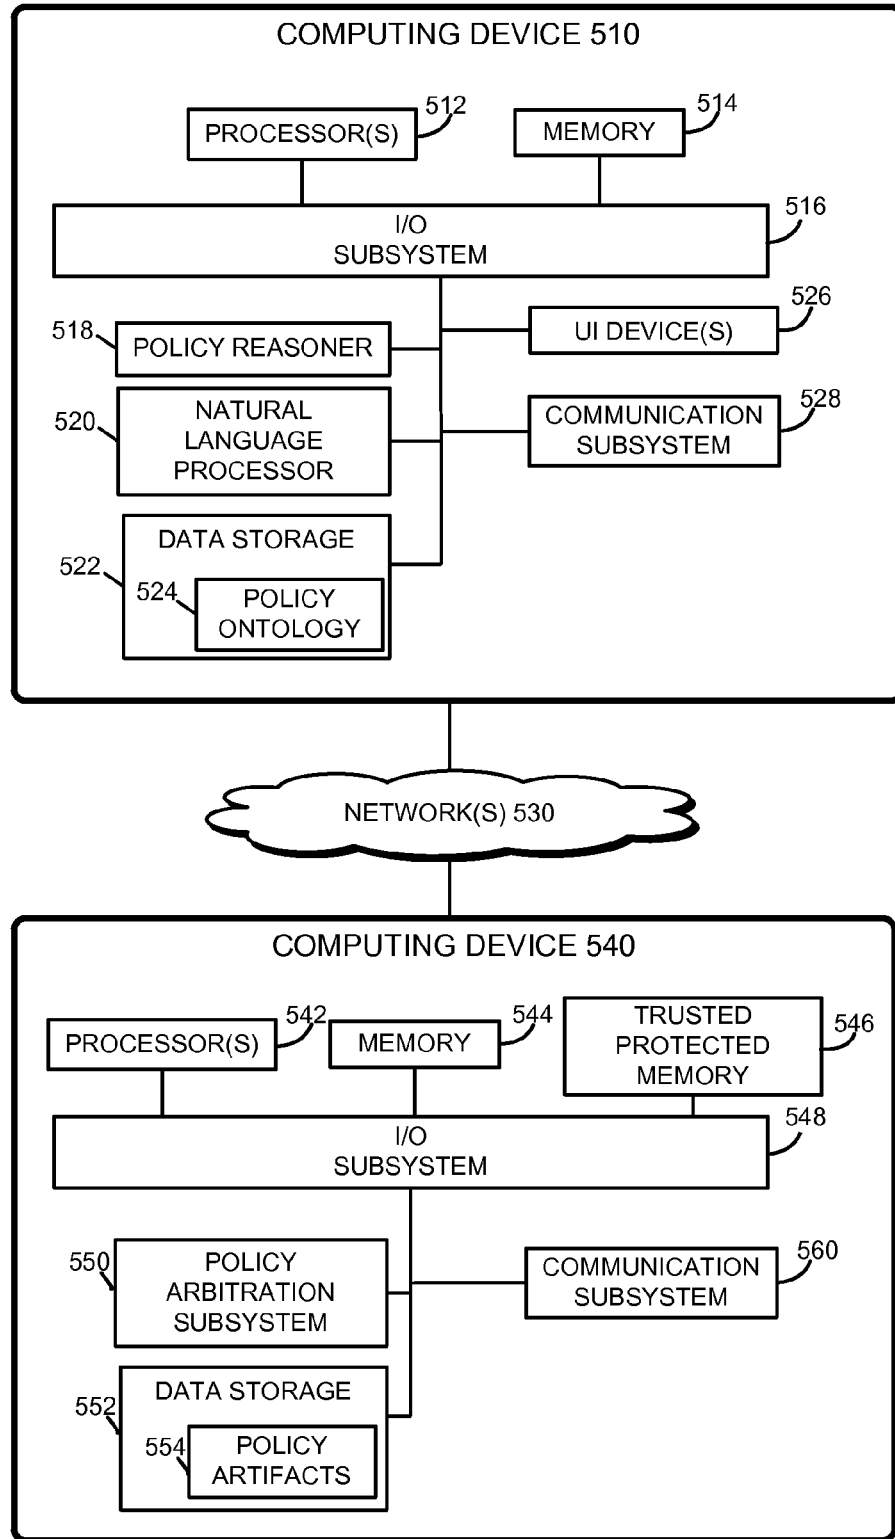 COMPUTING DEVICE 510
512
PROCESSOR(S)
514
MEMORY
516
I/O
SUBSYSTEM
518
POLICY REASONER
526
UI DEVICE(S)
520
NATURAL
LANGUAGE
PROCESSOR
528
COMMUNICATION
SUBSYSTEM
522
DATA STORAGE
524
POLICY
ONTOLOGY
NETWORK(S) 530
COMPUTING DEVICE 540
542
PROCESSOR(S)
544
MEMORY
546
TRUSTED
PROTECTED
MEMORY
548
I/O
SUBSYSTEM
550
POLICY
ARBITRATION
SUBSYSTEM
560
COMMUNICATION
SUBSYSTEM
552
DATA STORAGE
554
POLICY
ARTIFACTS